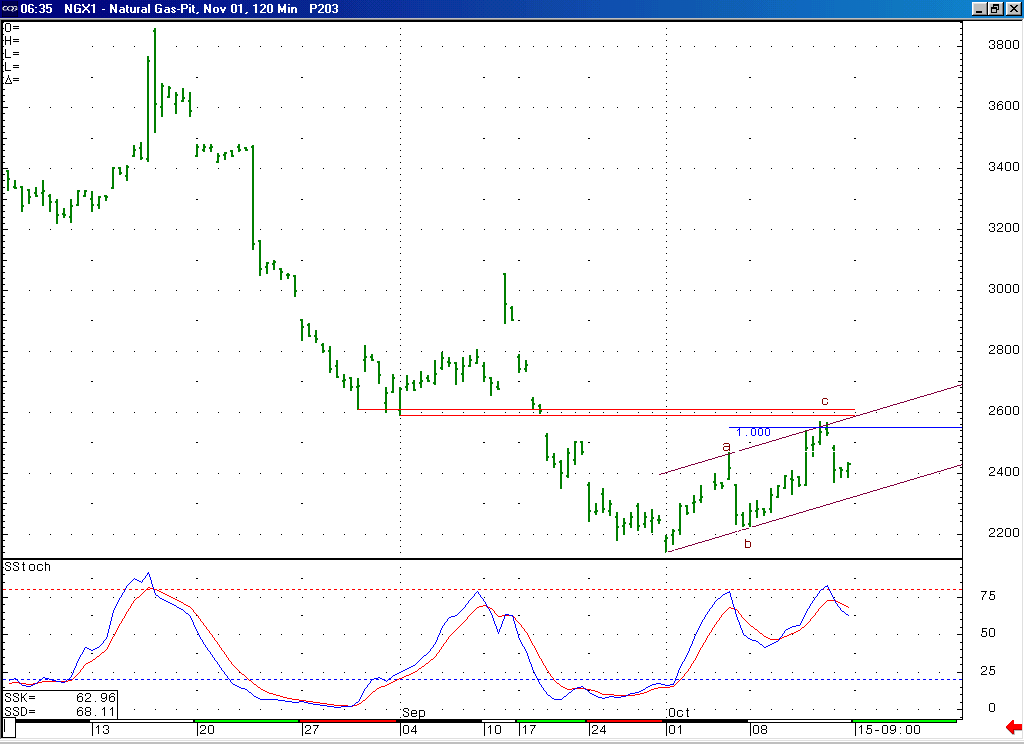 06:35 NGX1 - Natural Gas-Pit, Nov 01, 120 Min P203
O=
H=
L=
L=
Δ=
3800
3600
3400
3200
3000
2800
2600
2400
2200
c
1.000
a
b
SStoch
75
50
25
0
SSK= 62.96
SSD= 68.11
Sep
Oct
13
20
27
04
10
17
24
01
08
15-09:00